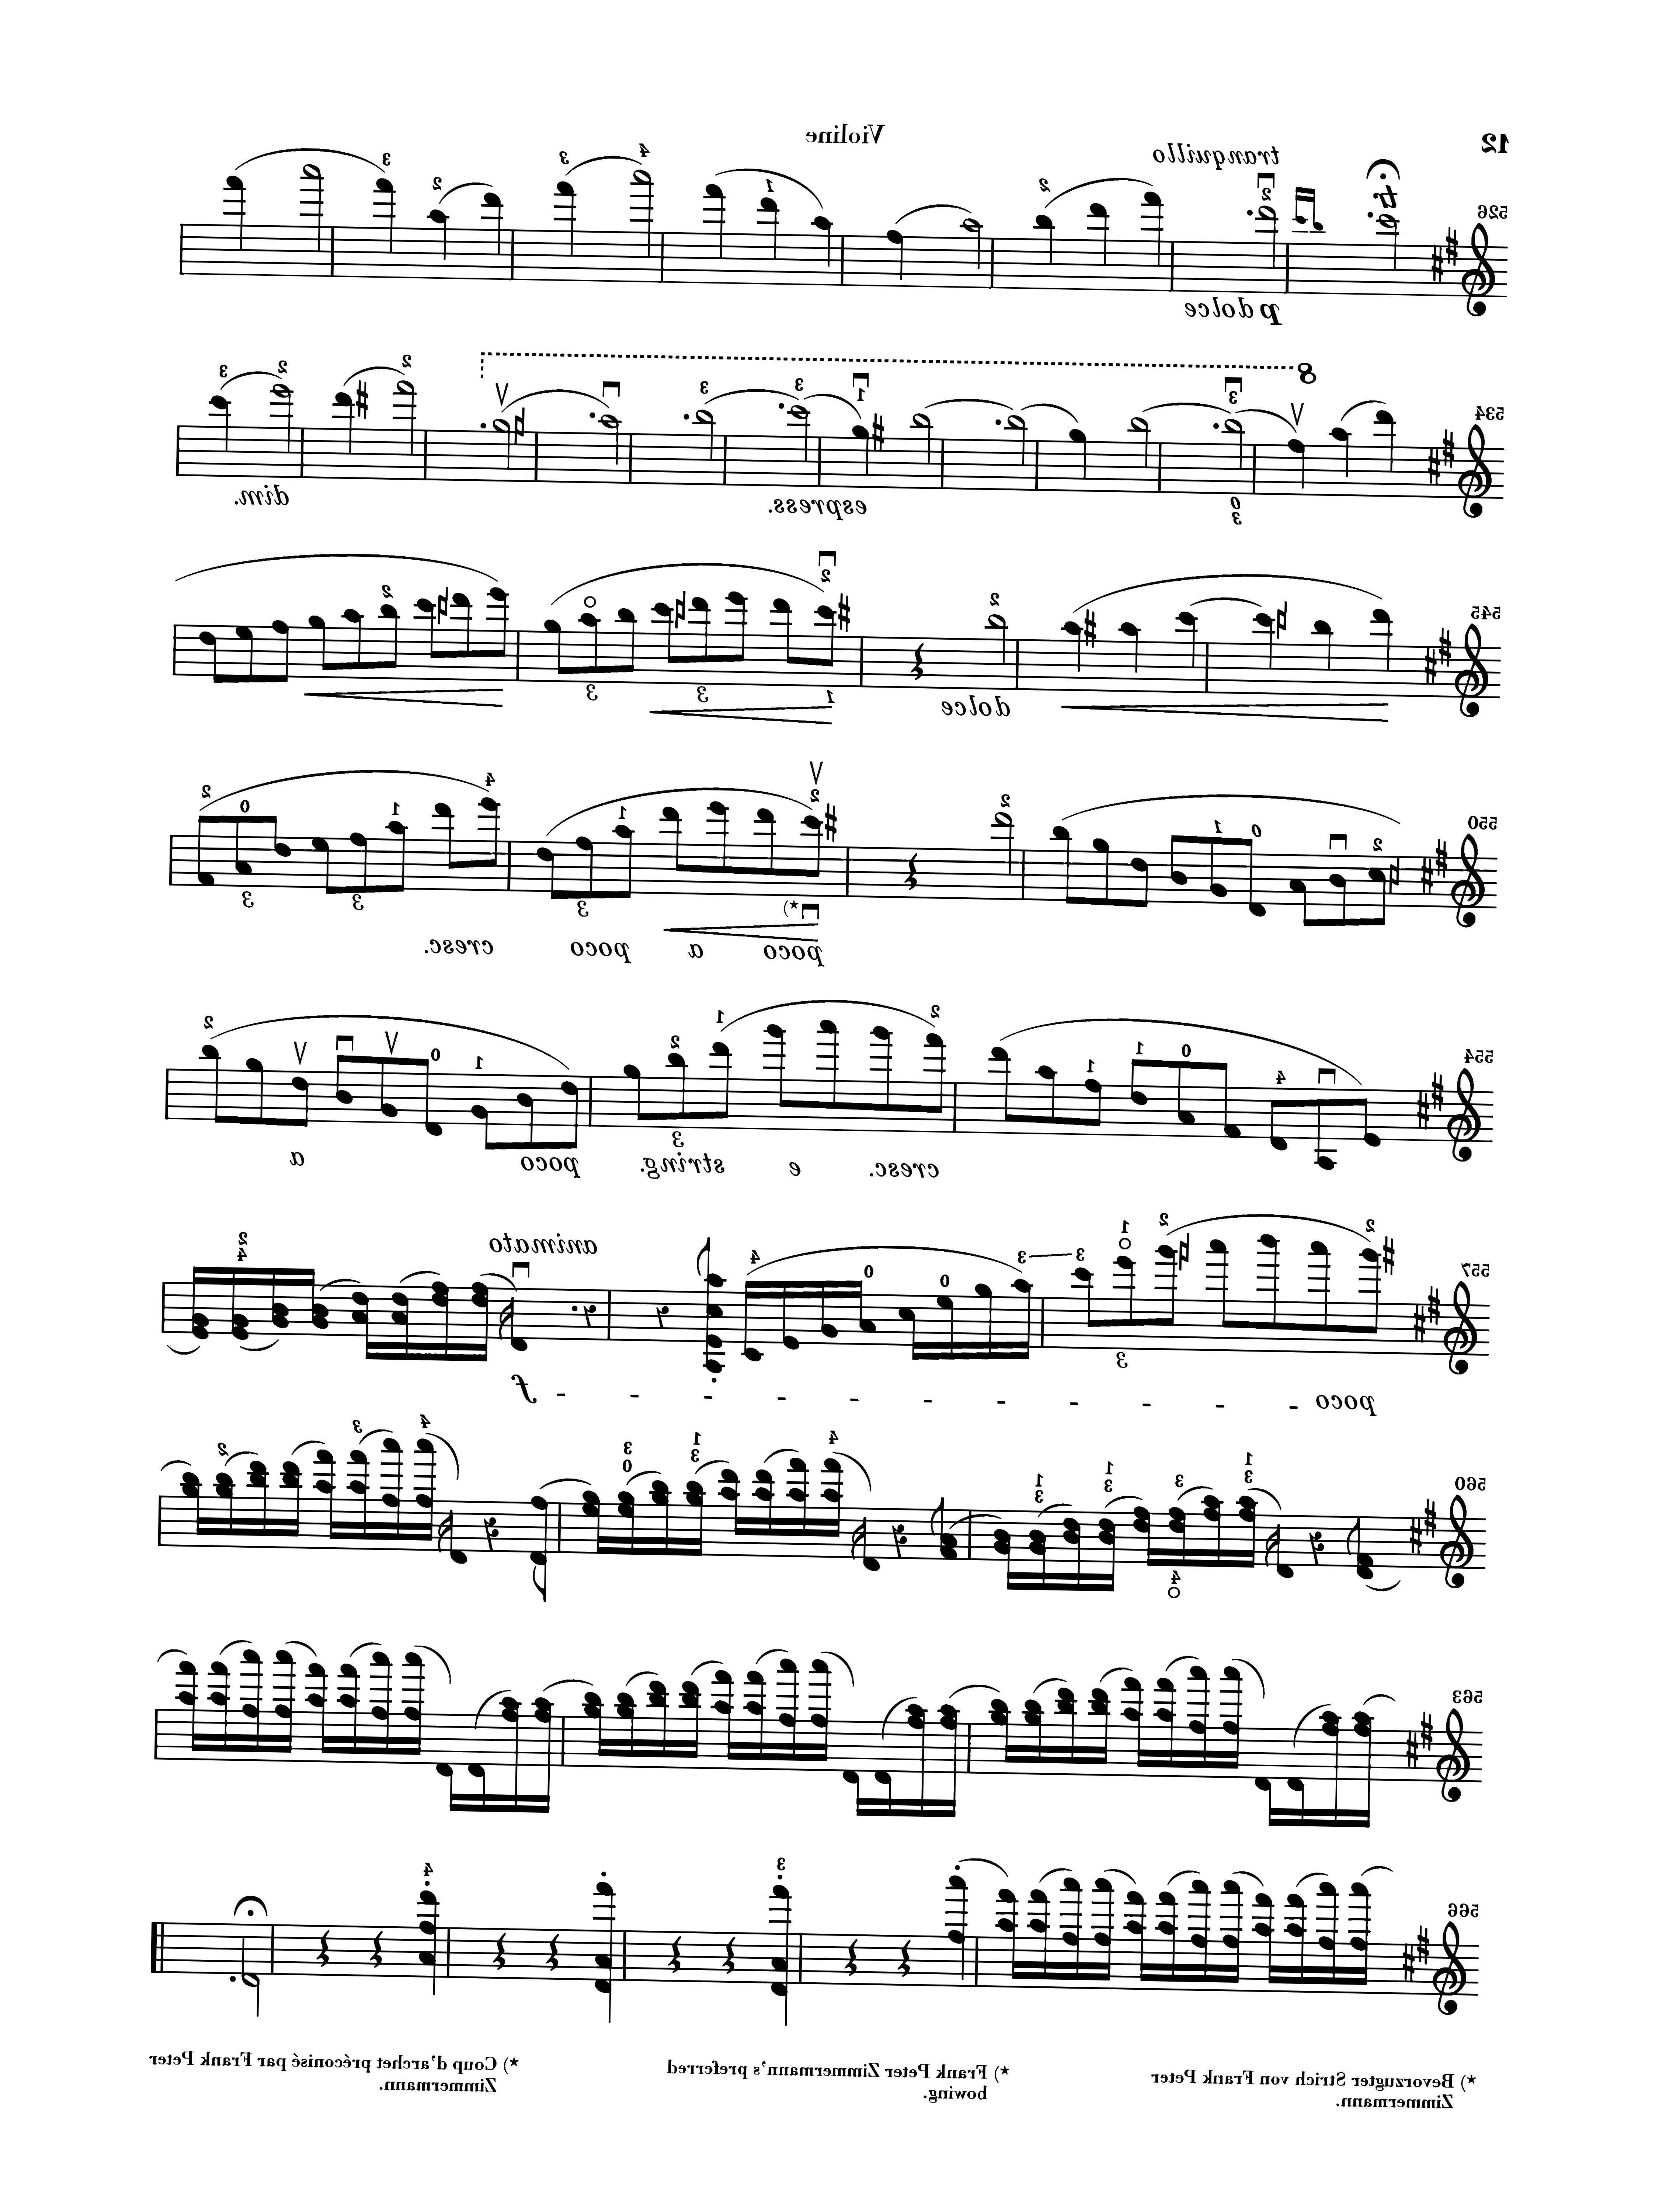 12
Violine
tranquillo
526
p dolce
8
534
espress.
dim.
545
dolce
550
poco a poco cresc.
*)
554
cresc. e string. poco a
557
animato
poco
f
560
563
566
*) Bevorzugter Strich von Frank Peter
Zimmermann.
*) Frank Peter Zimmermann's preferred
bowing.
*) Coup d'archet préconisé par Frank Peter
Zimmermann.